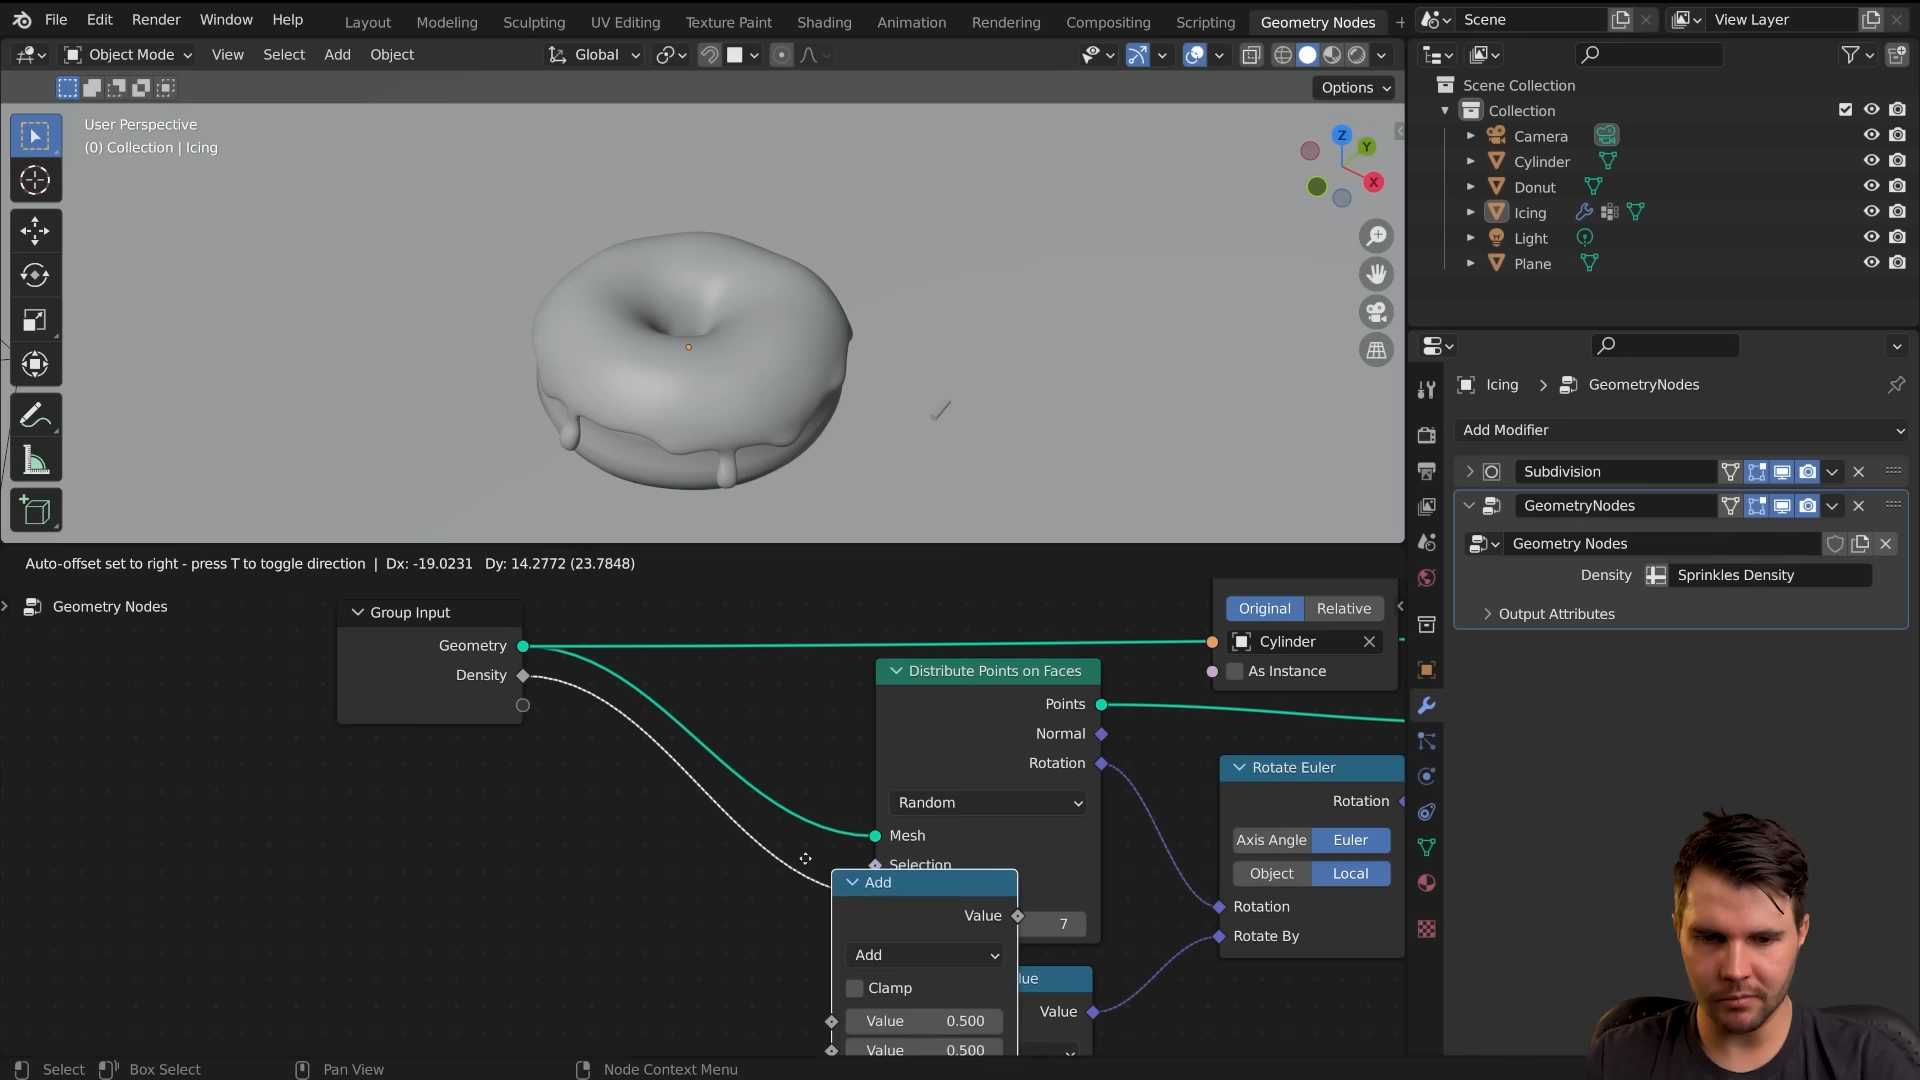 File Edit Render Window Help
Layout Modeling Sculpting UV Editing Texture Paint Shading Animation Rendering Compositing Scripting Geometry Nodes
Scene
View Layer
Object Mode View Select Add Object
Global
Options
User Perspective
(0) Collection | Icing
Z
Y
X
Scene Collection
Collection
Camera
Cylinder
Donut
Icing
Light
Plane
Icing > GeometryNodes
Add Modifier
Subdivision
GeometryNodes
Geometry Nodes
Density Sprinkles Density
Output Attributes
Auto-offset set to right - press T to toggle direction | Dx: -19.0231 Dy: 14.2772 (23.7848)
Geometry Nodes
Group Input
Geometry
Density
Distribute Points on Faces
Points
Normal
Rotation
Random
Mesh
Selection
7
Add
Value
Add
Clamp
Value 0.500
Value 0.500
lue
Value
Original Relative
Cylinder
As Instance
Rotate Euler
Rotation
Axis Angle Euler
Object Local
Rotation
Rotate By
Select Box Select Pan View Node Context Menu